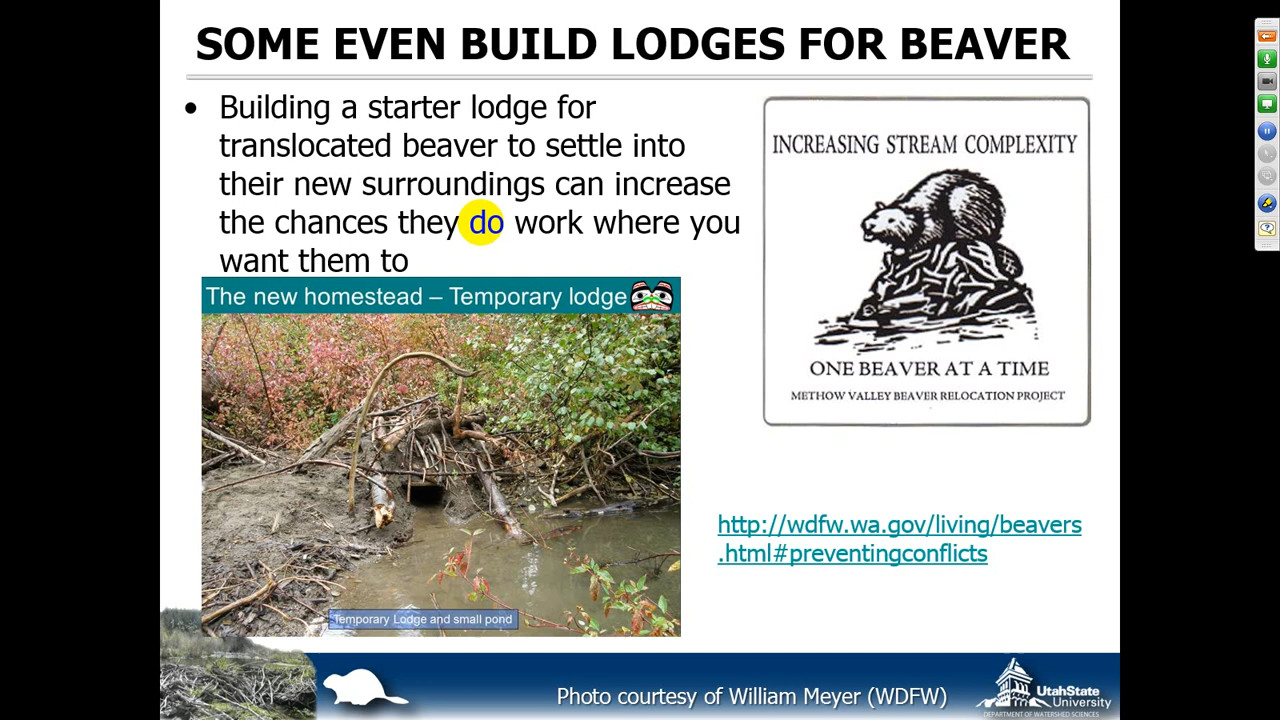 SOME EVEN BUILD LODGES FOR BEAVER
• Building a starter lodge for
translocated beaver to settle into
their new surroundings can increase
the chances they do work where you
want them to
The new homestead – Temporary lodge
Temporary Lodge and small pond
INCREASING STREAM COMPLEXITY
ONE BEAVER AT A TIME
METHOW VALLEY BEAVER RELOCATION PROJECT
http://wdfw.wa.gov/living/beavers
.html#preventingconflicts
Photo courtesy of William Meyer (WDFW)
UtahState
University
DEPARTMENT OF WATERSHED SCIENCES